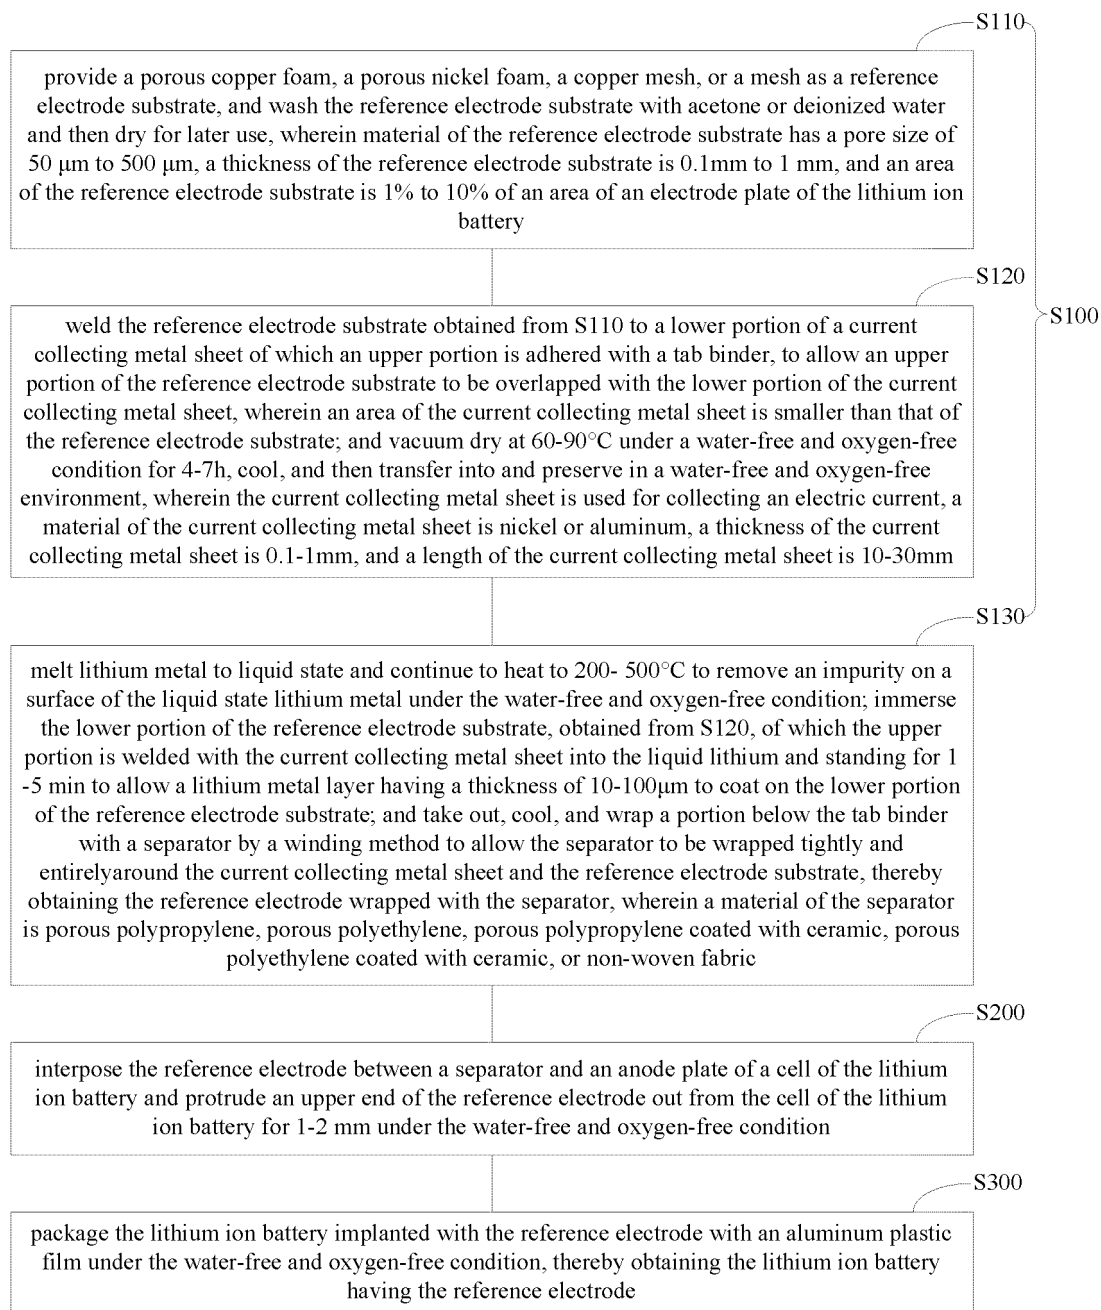 S110
provide a porous copper foam, a porous nickel foam, a copper mesh, or a mesh as a reference
electrode substrate, and wash the reference electrode substrate with acetone or deionized water
and then dry for later use, wherein material of the reference electrode substrate has a pore size of
50 μm to 500 μm, a thickness of the reference electrode substrate is 0.1mm to 1 mm, and an area
of the reference electrode substrate is 1% to 10% of an area of an electrode plate of the lithium ion
battery
S120
S100
weld the reference electrode substrate obtained from S110 to a lower portion of a current
collecting metal sheet of which an upper portion is adhered with a tab binder, to allow an upper
portion of the reference electrode substrate to be overlapped with the lower portion of the current
collecting metal sheet, wherein an area of the current collecting metal sheet is smaller than that of
the reference electrode substrate; and vacuum dry at 60-90°C under a water-free and oxygen-free
condition for 4-7h, cool, and then transfer into and preserve in a water-free and oxygen-free
environment, wherein the current collecting metal sheet is used for collecting an electric current, a
material of the current collecting metal sheet is nickel or aluminum, a thickness of the current
collecting metal sheet is 0.1-1mm, and a length of the current collecting metal sheet is 10-30mm
S130
melt lithium metal to liquid state and continue to heat to 200- 500°C to remove an impurity on a
surface of the liquid state lithium metal under the water-free and oxygen-free condition; immerse
the lower portion of the reference electrode substrate, obtained from S120, of which the upper
portion is welded with the current collecting metal sheet into the liquid lithium and standing for 1
-5 min to allow a lithium metal layer having a thickness of 10-100μm to coat on the lower portion
of the reference electrode substrate; and take out, cool, and wrap a portion below the tab binder
with a separator by a winding method to allow the separator to be wrapped tightly and
entirelyaround the current collecting metal sheet and the reference electrode substrate, thereby
obtaining the reference electrode wrapped with the separator, wherein a material of the separator
is porous polypropylene, porous polyethylene, porous polypropylene coated with ceramic, porous
polyethylene coated with ceramic, or non-woven fabric
S200
interpose the reference electrode between a separator and an anode plate of a cell of the lithium
ion battery and protrude an upper end of the reference electrode out from the cell of the lithium
ion battery for 1-2 mm under the water-free and oxygen-free condition
S300
package the lithium ion battery implanted with the reference electrode with an aluminum plastic
film under the water-free and oxygen-free condition, thereby obtaining the lithium ion battery
having the reference electrode